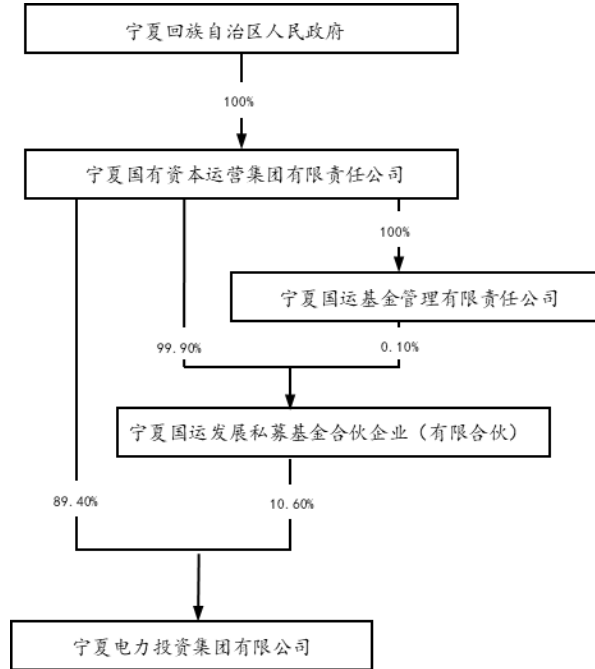 宁夏回族自治区人民政府
100%
宁夏国有资本运营集团有限责任公司
100%
宁夏国运基金管理有限责任公司
99.90%
0.10%
宁夏国运发展私募基金合伙企业（有限合伙）
89.40%
10.60%
宁夏电力投资集团有限公司